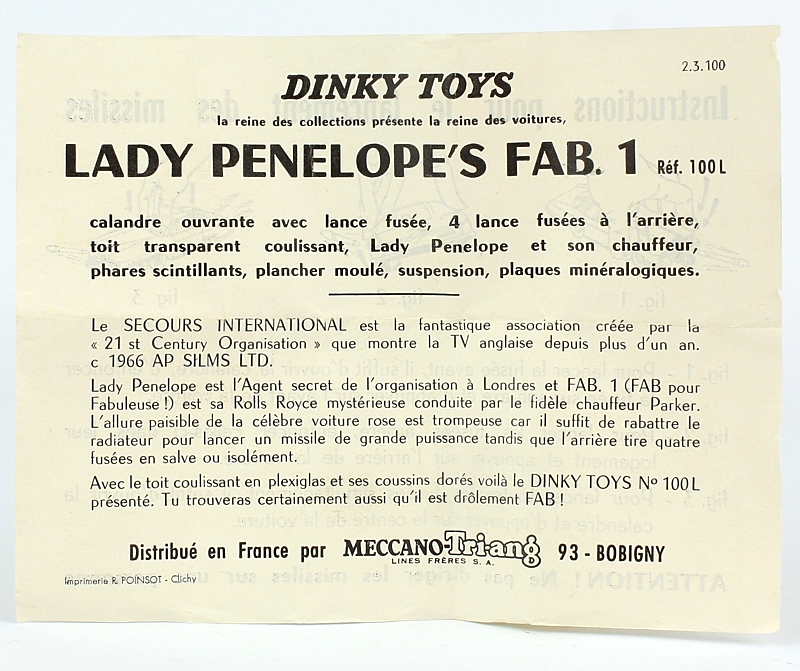 2.3.100
DINKY TOYS
la reine des collections présente la reine des voitures,
LADY PENELOPE'S FAB. 1 Réf. 100 L
calandre ouvrante avec lance fusée, 4 lance fusées à l'arrière,
toit transparent coulissant, Lady Penelope et son chauffeur,
phares scintillants, plancher moulé, suspension, plaques minéralogiques.
Le SECOURS INTERNATIONAL est la fantastique association créée par la
« 21 st Century Organisation » que montre la TV anglaise depuis plus d'un an.
c 1966 AP SILMS LTD.
Lady Penelope est l'Agent secret de l'organisation à Londres et FAB. 1 (FAB pour
Fabuleuse !) est sa Rolls Royce mystérieuse conduite par le fidèle chauffeur Parker.
L'allure paisible de la célèbre voiture rose est trompeuse car il suffit de rabattre le
radiateur pour lancer un missile de grande puissance tandis que l'arrière tire quatre
fusées en salve ou isolément.
Avec le toit coulissant en plexiglas et ses coussins dorés voilà le DINKY TOYS Nº 100 L
présenté. Tu trouveras certainement aussi qu'il est drôlement FAB !
Distribué en France par MECCANO-Tri-ang 93 - BOBIGNY
LINES FRÈRES S. A.
Imprimerie R. POINSOT - Clichy